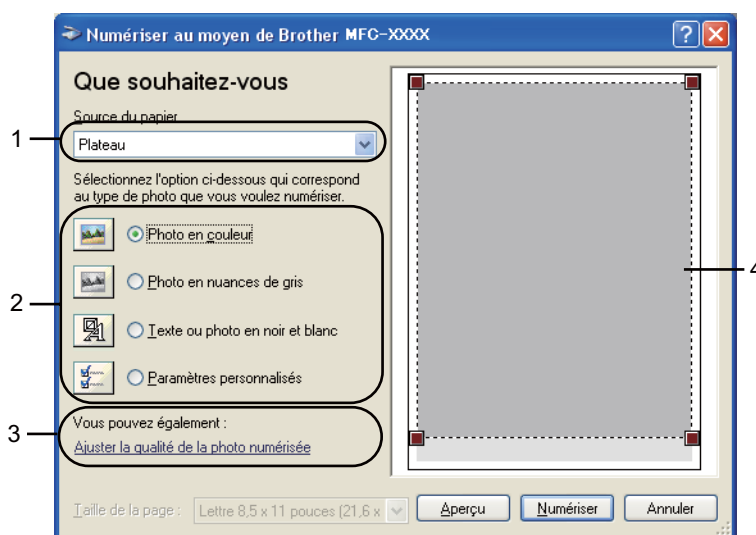 Numériser au moyen de Brother MFC-XXXX
Que souhaitez-vous
Source du papier
1
Plateau
Sélectionnez l'option ci-dessous qui correspond
au type de photo que vous voulez numériser.
Photo en couleur
Photo en nuances de gris
2
Texte ou photo en noir et blanc
Paramètres personnalisés
3
Vous pouvez également :
Ajuster la qualité de la photo numérisée
4
Taille de la page :
Lettre 8,5 x 11 pouces (21,6 x
Aperçu
Numériser
Annuler